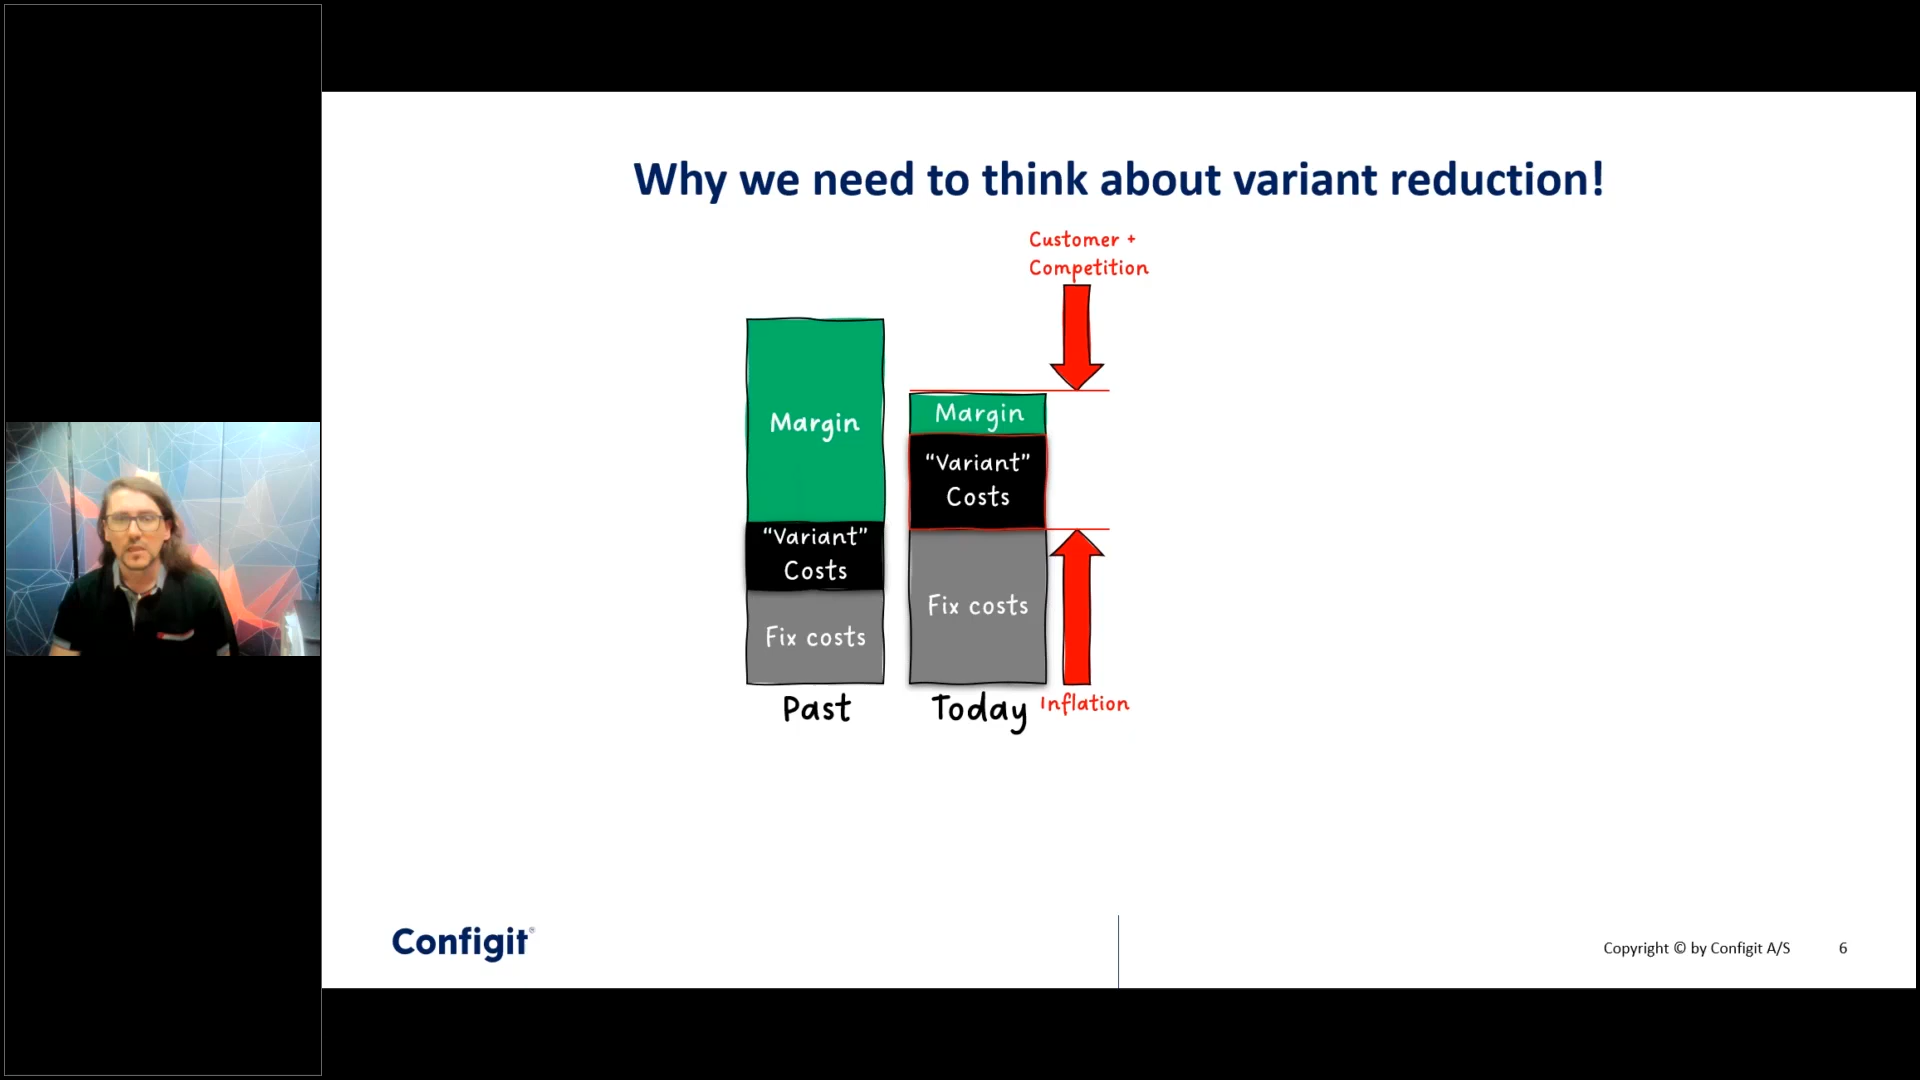 Why we need to think about variant reduction!
Customer +
Competition
Margin
"Variant"
Costs
Fix costs
Past
Margin
"Variant"
Costs
Fix costs
Today
Inflation
Configit®
Copyright © by Configit A/S
6